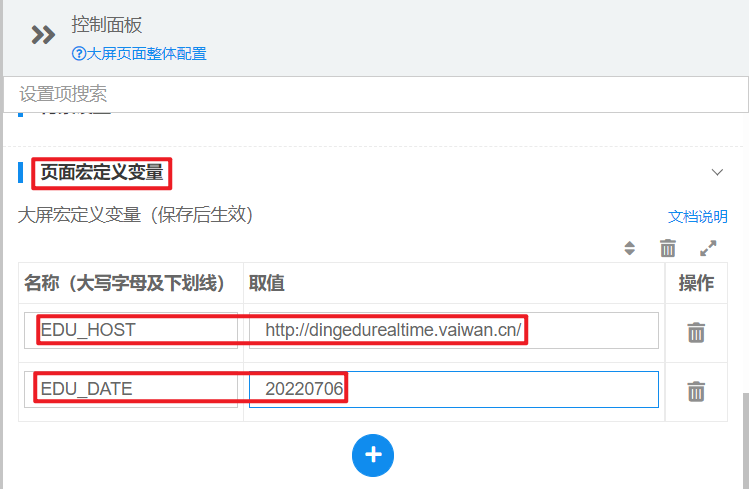 控制面板
大屏页面整体配置
设置项搜索
页面宏定义变量
大屏宏定义变量（保存后生效）
文档说明
名称（大写字母及下划线） 取值 操作
EDU_HOST http://dingedurealtime.vaiwan.cn/
EDU_DATE 20220706